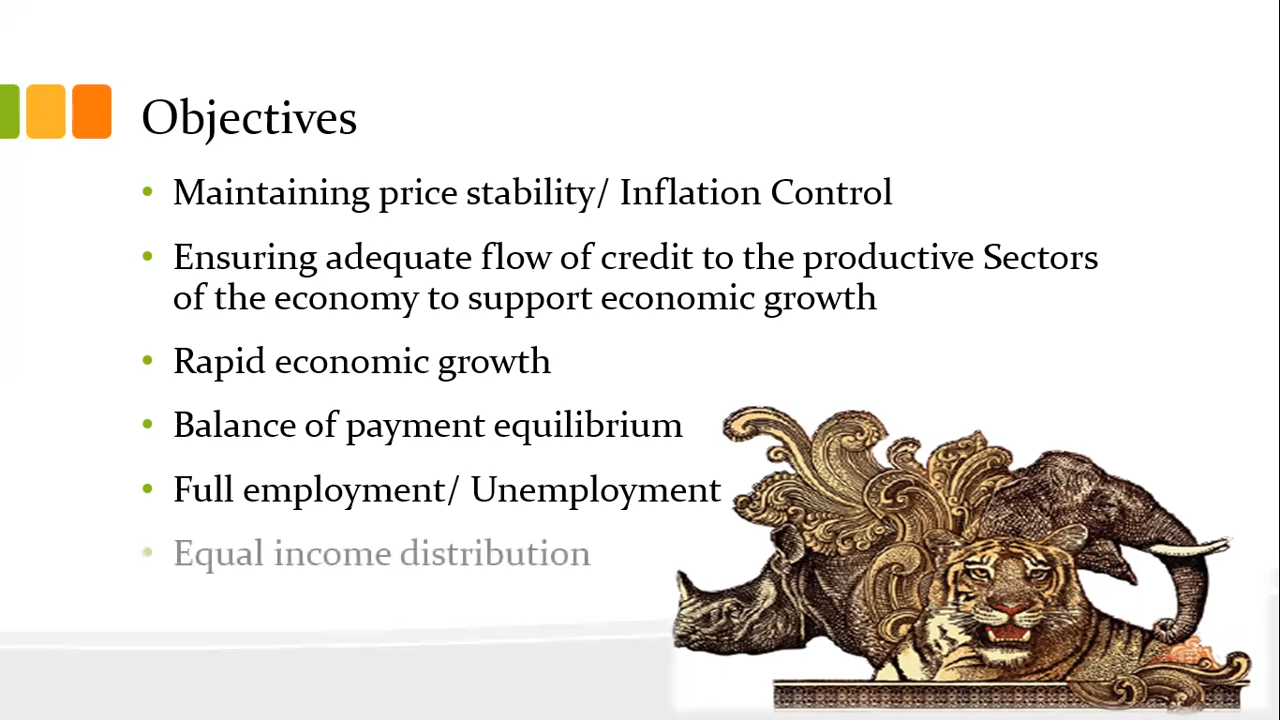 Objectives
• Maintaining price stability/ Inflation Control
• Ensuring adequate flow of credit to the productive Sectors
of the economy to support economic growth
• Rapid economic growth
• Balance of payment equilibrium
• Full employment/ Unemployment
• Equal income distribution